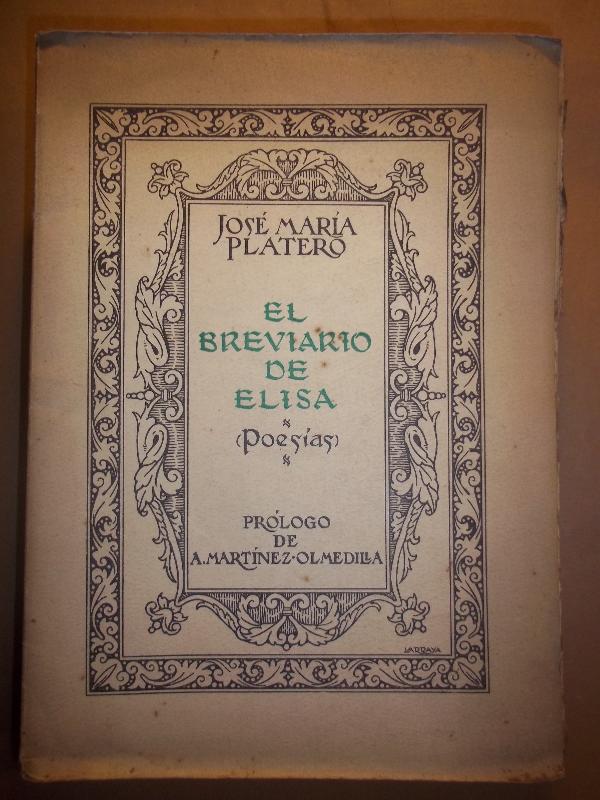 JOSÉ MARÍA
PLATERO
EL
BREVIARIO
DE
ELISA
(Poesías)
PRÓLOGO
DE
A. MARTÍNEZ-OLMEDILLA
LARRAYA